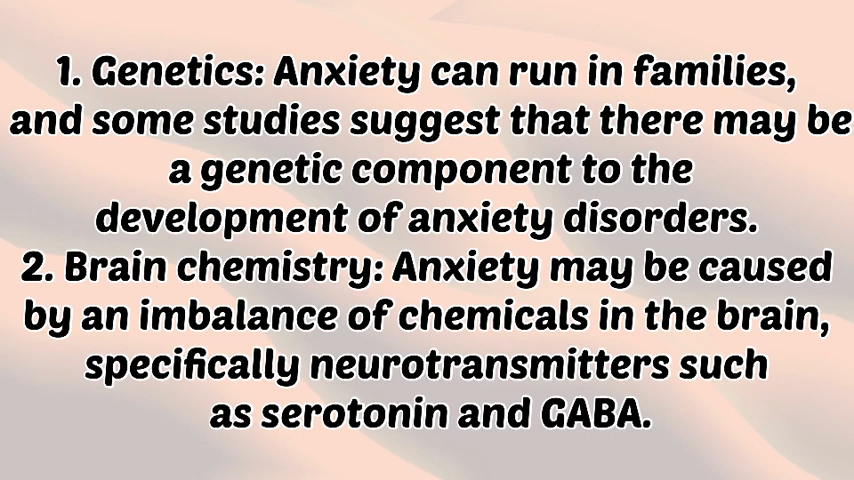 1. Genetics: Anxiety can run in families,
and some studies suggest that there may be
a genetic component to the
development of anxiety disorders.
2. Brain chemistry: Anxiety may be caused
by an imbalance of chemicals in the brain,
specifically neurotransmitters such
as serotonin and GABA.